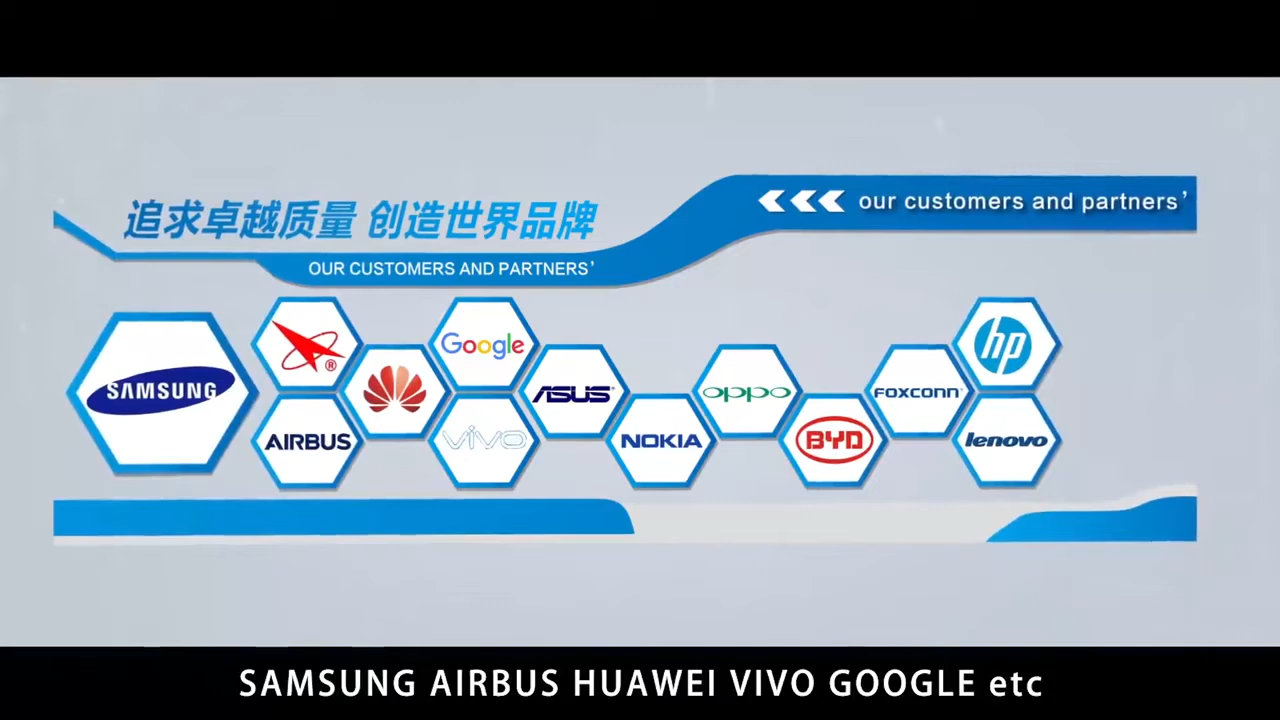 追求卓越质量 创造世界品牌
our customers and partners’
OUR CUSTOMERS AND PARTNERS’
SAMSUNG
®
Google
hp
AIRBUS
vivo
ASUS
NOKIA
oppo
BYD
FOXCONN
lenovo
SAMSUNG AIRBUS HUAWEI VIVO GOOGLE etc